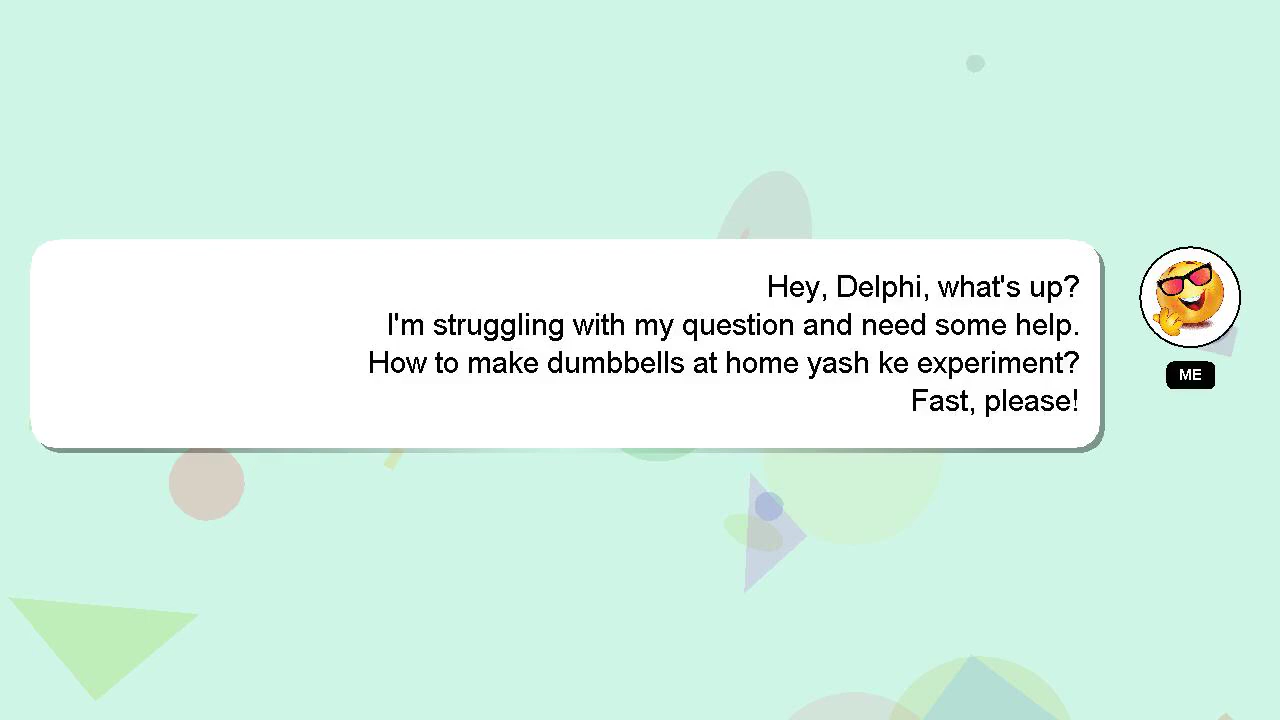 Hey, Delphi, what's up?
I'm struggling with my question and need some help.
How to make dumbbells at home yash ke experiment?
Fast, please!
ME